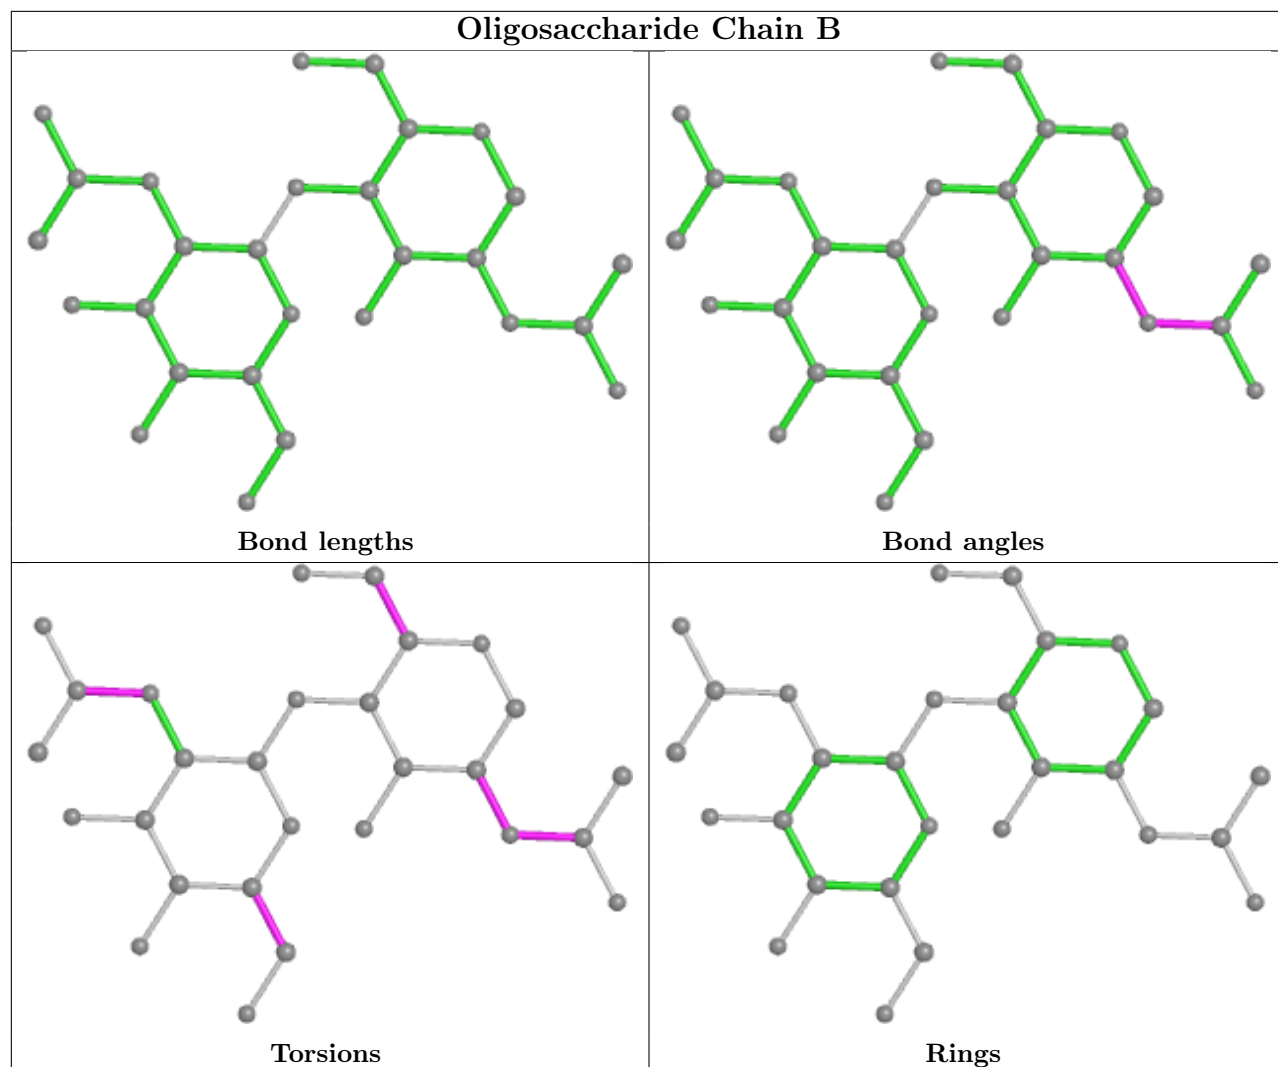 Oligosaccharide Chain B
Bond lengths
Bond angles
Torsions
Rings